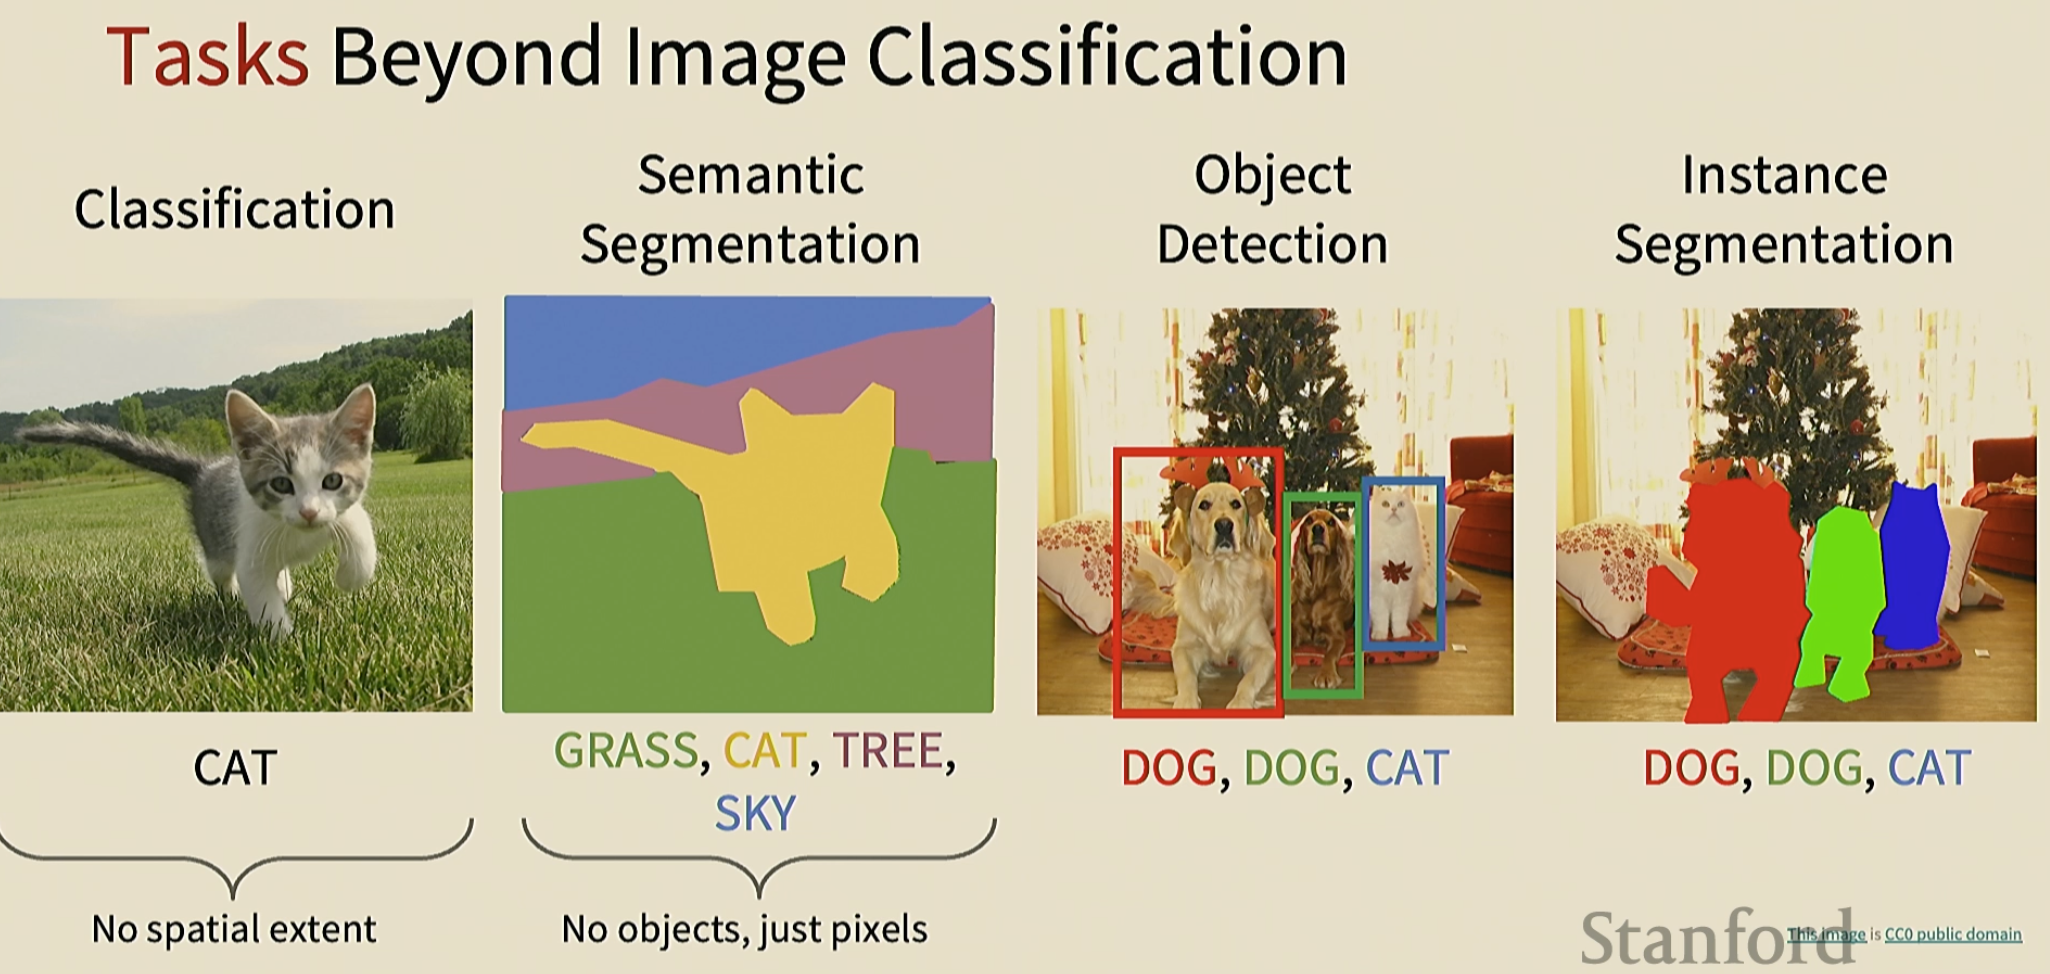 Tasks Beyond Image Classification
Classification
Semantic
Segmentation
Object
Detection
Instance
Segmentation
CAT
GRASS, CAT, TREE,
SKY
DOG, DOG, CAT
DOG, DOG, CAT
No spatial extent
No objects, just pixels
Stanford
This image is CC0 public domain